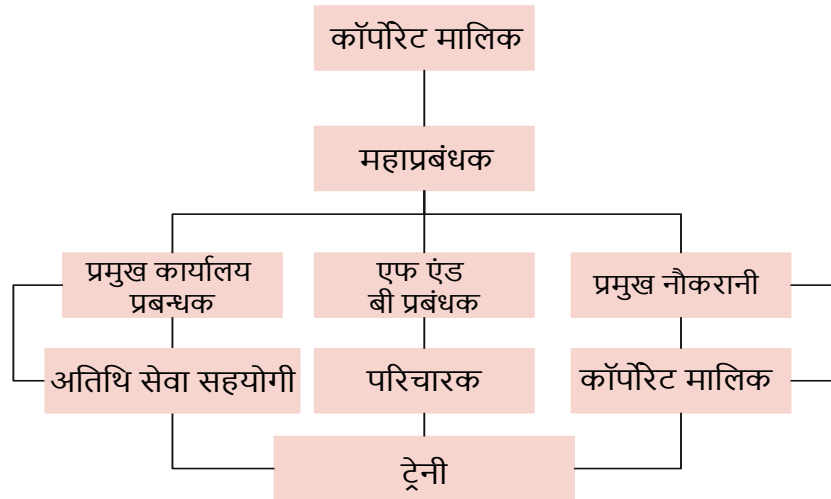 कॉर्पोरेट मालिक
महाप्रबंधक
प्रमुख कार्यालय
प्रबन्धक
एफ एंड
बी प्रबंधक
प्रमुख नौकरानी
अतिथि सेवा सहयोगी
परिचारक
कॉर्पोरेट मालिक
ट्रेनी